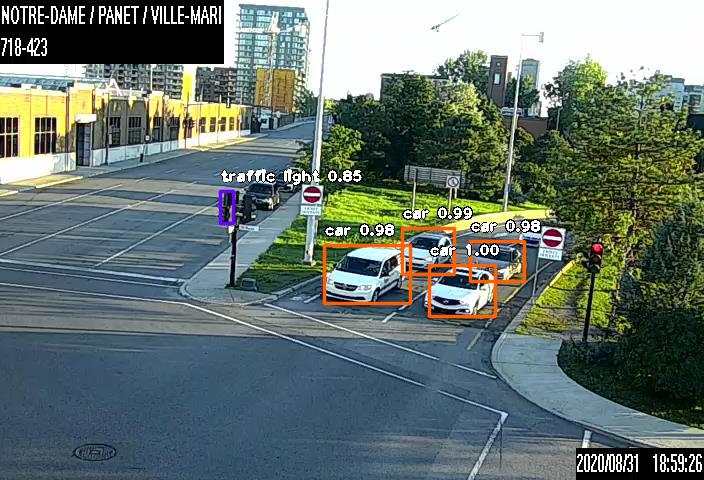 NOTRE-DAME / PANET / VILLE-MARI
718-423
traffic light 0.85
car 0.99
car 0.98
car 0.98
car 1.00
2020/08/31 18:59:26